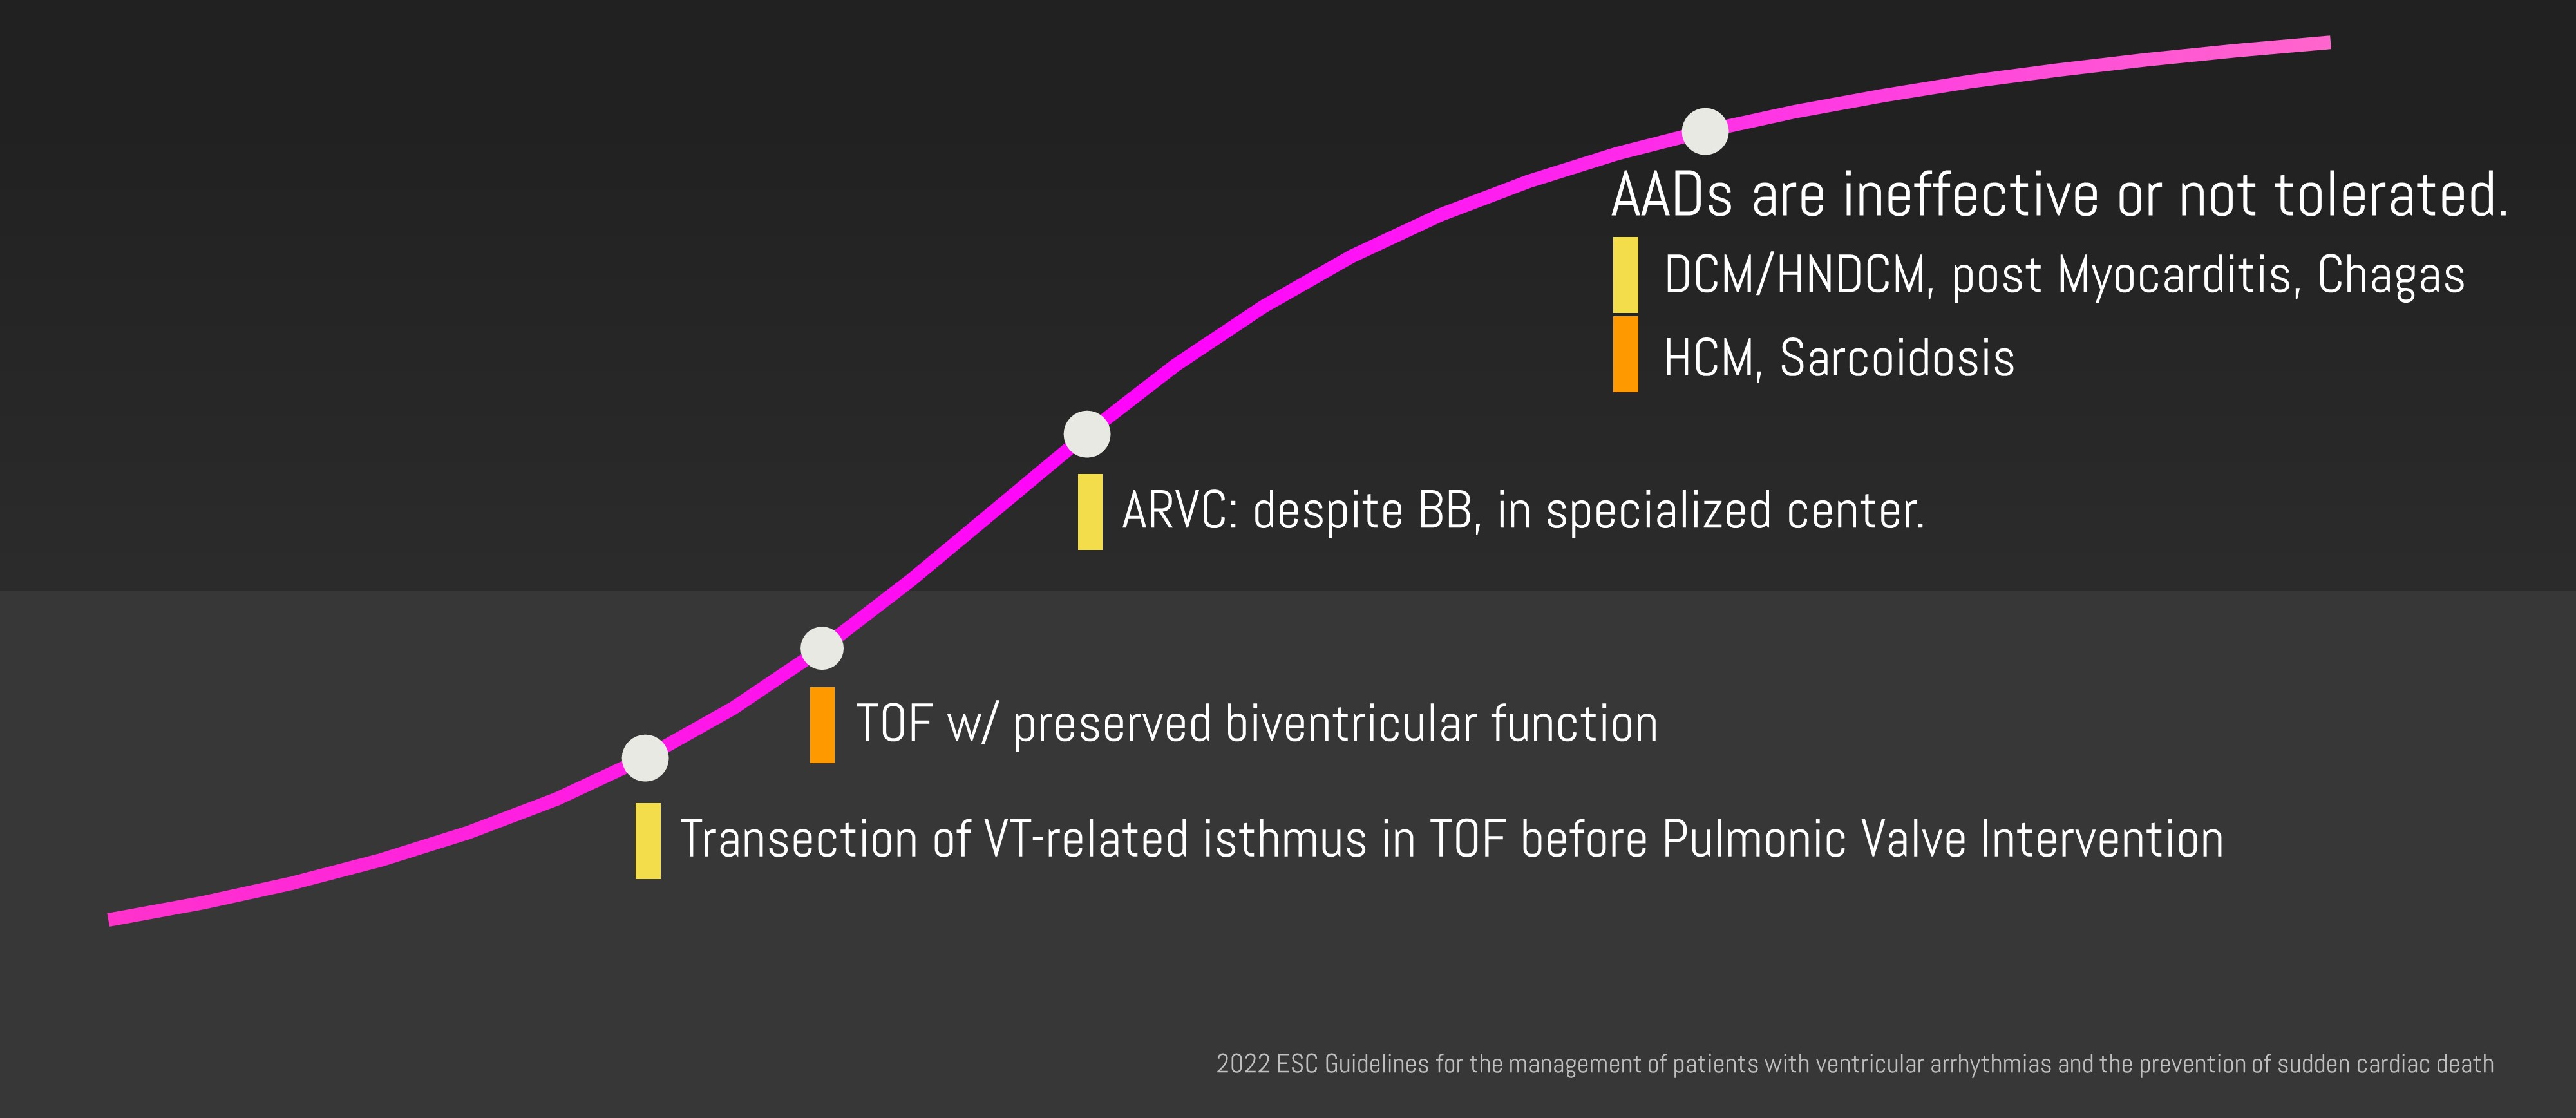 AADs are ineffective or not tolerated.
DCM/HNDCM, post Myocarditis, Chagas
HCM, Sarcoidosis
ARVC: despite BB, in specialized center.
TOF w/ preserved biventricular function
Transection of VT-related isthmus in TOF before Pulmonic Valve Intervention
2022 ESC Guidelines for the management of patients with ventricular arrhythmias and the prevention of sudden cardiac death